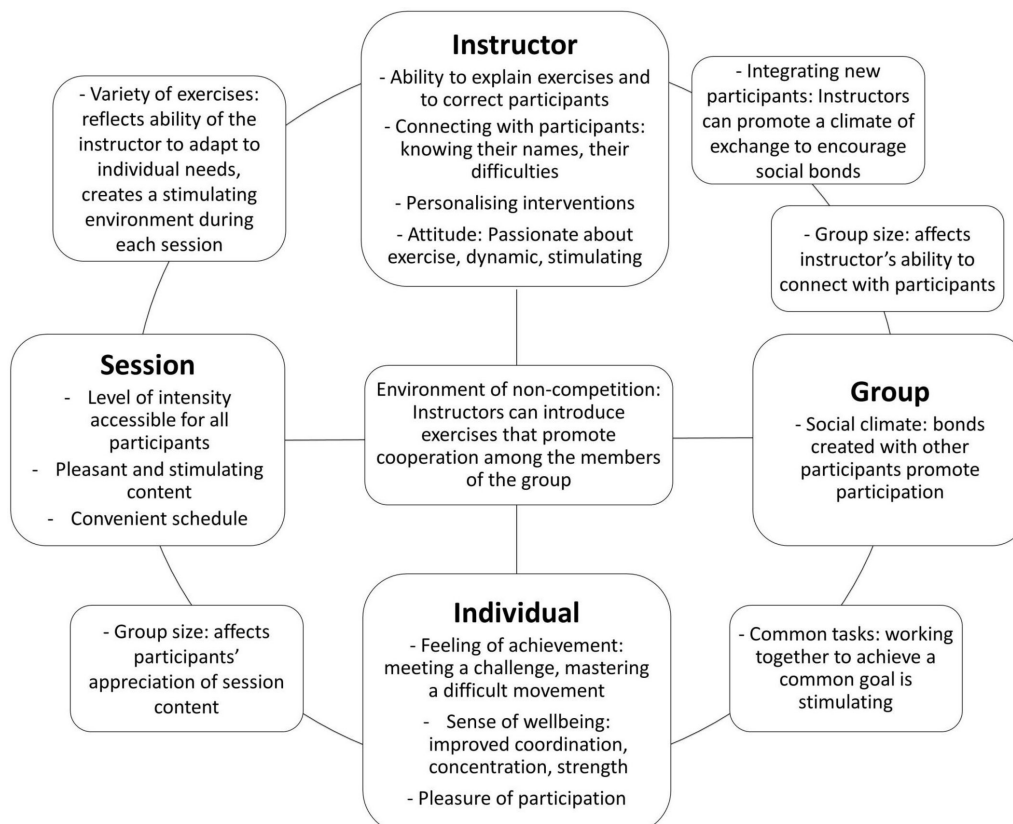 Instructor
- Ability to explain exercises and
to correct participants
- Connecting with participants:
knowing their names, their
difficulties
- Personalising interventions
- Attitude: Passionate about
exercise, dynamic, stimulating
- Variety of exercises:
reflects ability of the
instructor to adapt to
individual needs,
creates a stimulating
environment during
each session
- Integrating new
participants: Instructors
can promote a climate of
exchange to encourage
social bonds
- Group size: affects
instructor’s ability to
connect with participants
Session
- Level of intensity
accessible for all
participants
- Pleasant and stimulating
content
- Convenient schedule
Environment of non-competition:
Instructors can introduce
exercises that promote
cooperation among the members
of the group
Group
- Social climate: bonds
created with other
participants promote
participation
- Group size: affects
participants’
appreciation of session
content
Individual
- Feeling of achievement:
meeting a challenge, mastering
a difficult movement
- Sense of wellbeing:
improved coordination,
concentration, strength
- Pleasure of participation
- Common tasks: working
together to achieve a
common goal is
stimulating